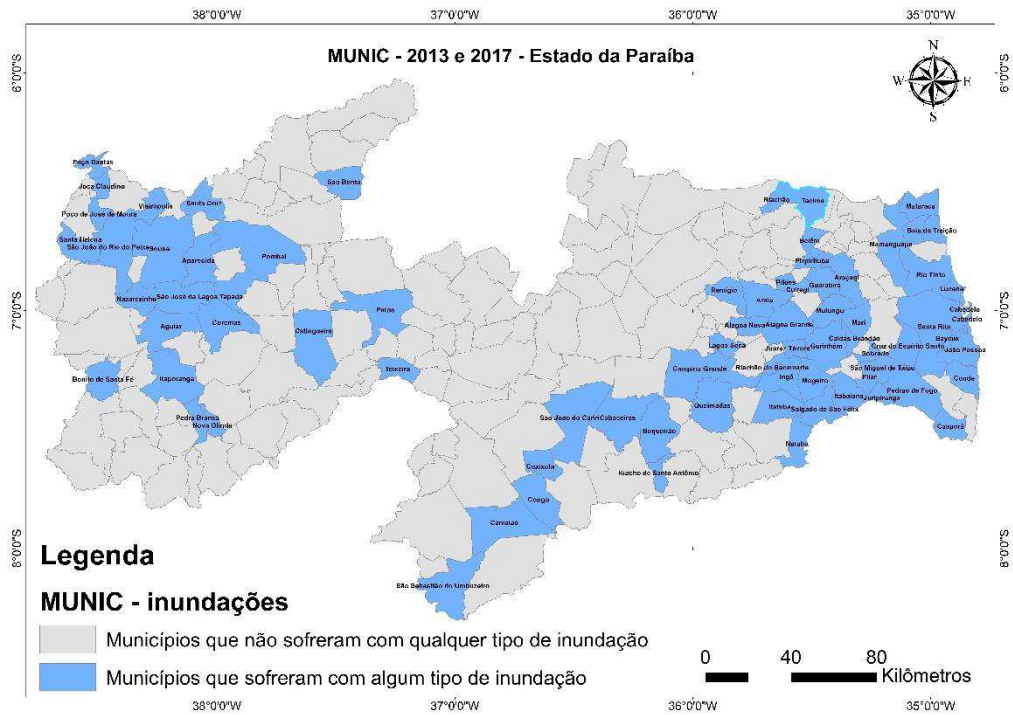 38°0'0"W 37°0'0"W 36°0'0"W 35°0'0"W
MUNIC - 2013 e 2017 - Estado da Paraíba
N
W E
S
6°0'0"S 6°0'0"S
Poço Dantas
Joca Claudino
São Bento
Santa Cruz
Vieirópolis
Poço de José de Moura
Riachão Tacima
Mataraca
Baía da Traição
Santa Helena
São João do Rio do Peixe
Sousa
Aparecida
Pombal
Belém
Mamanguape
Pirpirituba
Rio Tinto
Araçagi
Pilões
Cuitegi
Guarabira
Lucena
Nazarezinho
São José da Lagoa Tapada
Remígio
Areia
Mulungu
7°0'0"S 7°0'0"S
Patos
Cabedelo
Cabedelo
Aguiar
Coremas
Catingueira
Alagoa Nova
Alagoa Grande
Mari
Santa Rita
Bayeux
Caldas Brandão
Lagoa Seca
Juarez Távora
Gurinhém
Cruz do Espírito Santo
João Pessoa
Sobrado
Teixeira
Campina Grande
Riachão do Bacamarte
São Miguel de Taipu
Bonito de Santa Fé
Itaporanga
Ingá
Mogeiro
Pilar
Conde
Itabaiana
Pedras de Fogo
Juripiranga
Queimadas
Itatuba
Salgado de São Félix
Pedra Branca
Nova Olinda
São João do Cariri
Cabaceiras
Boqueirão
Caaporã
Natuba
Caxixola
Riacho de Santo Antônio
Congo
Camalaú
8°0'0"S 8°0'0"S
São Sebastião do Umbuzeiro
Legenda
MUNIC - inundações
Municípios que não sofreram com qualquer tipo de inundação
Municípios que sofreram com algum tipo de inundação
0 40 80
Kilômetros
38°0'0"W 37°0'0"W 36°0'0"W 35°0'0"W